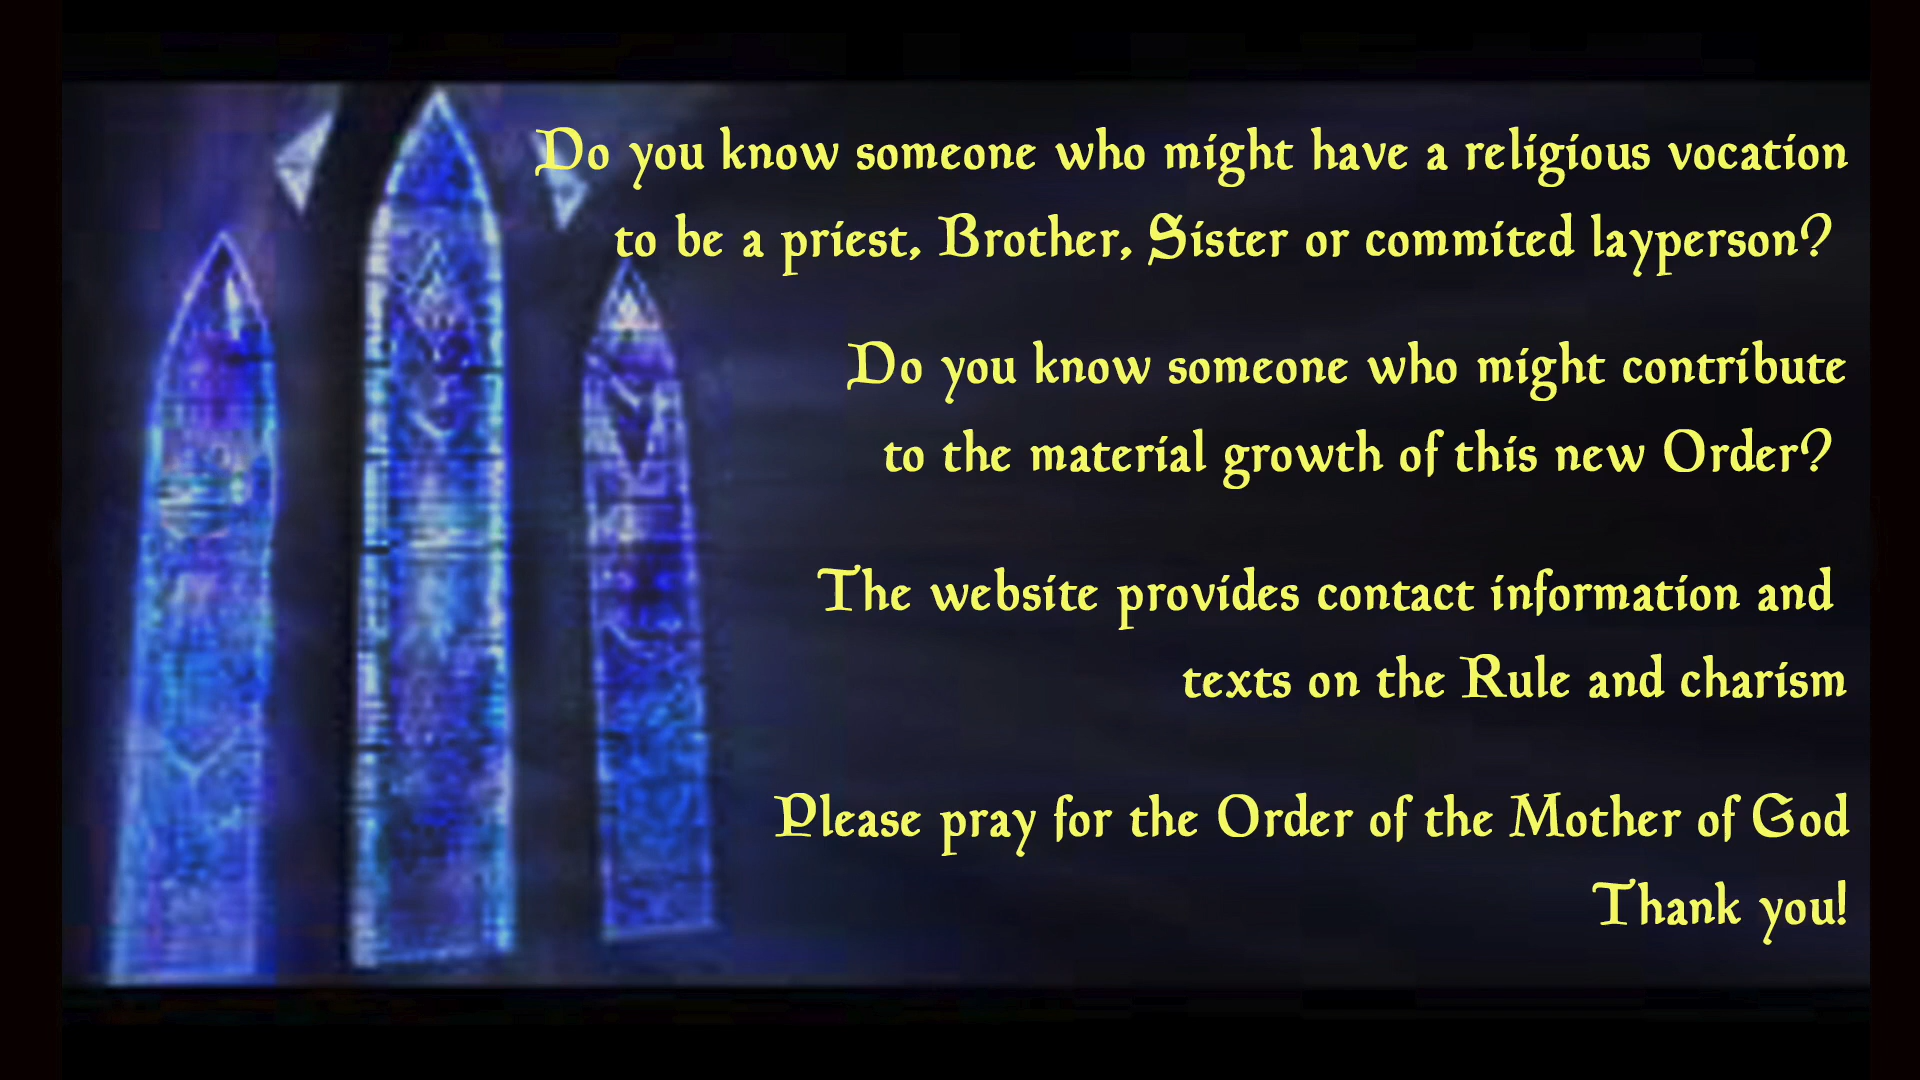 Do you know someone who might have a religious vocation
to be a priest, Brother, Sister or commited layperson?
Do you know someone who might contribute
to the material growth of this new Order?
The website provides contact information and
texts on the Rule and charism
Please pray for the Order of the Mother of God
Thank you!